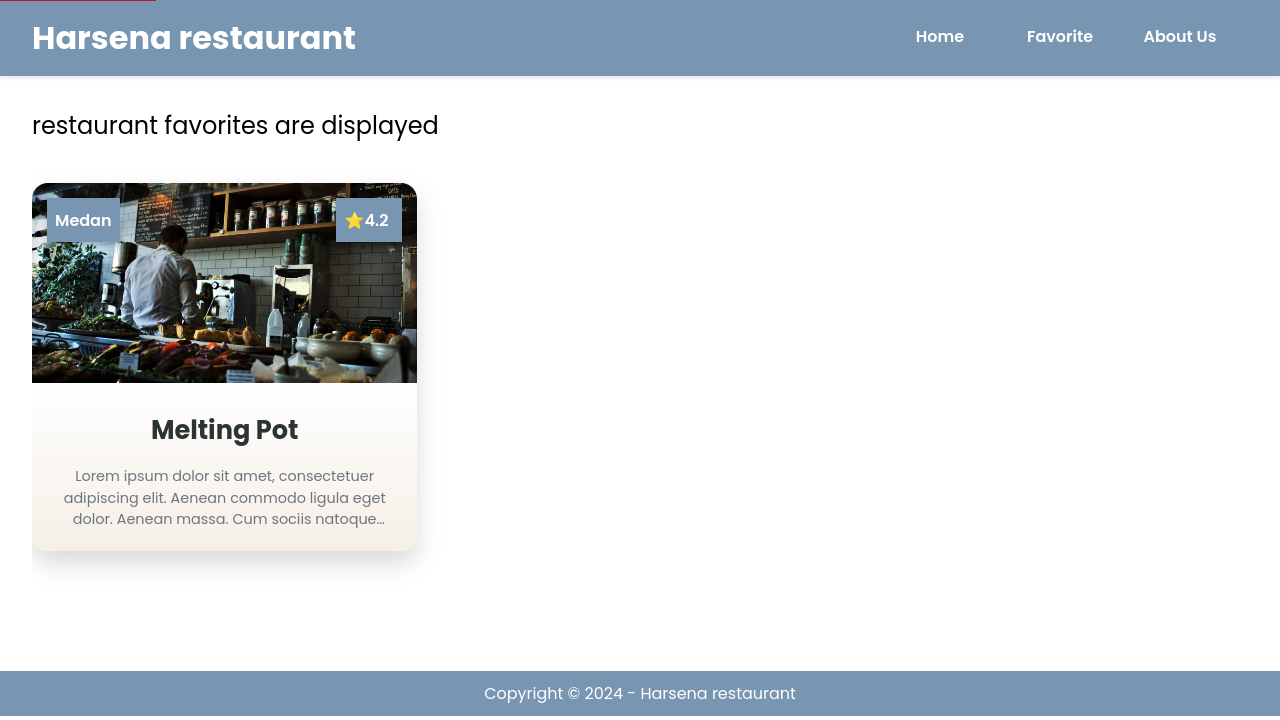 Harsena restaurant
Home Favorite About Us
restaurant favorites are displayed
Medan
⭐4.2
Melting Pot
Lorem ipsum dolor sit amet, consectetuer
adipiscing elit. Aenean commodo ligula eget
dolor. Aenean massa. Cum sociis natoque…
Copyright © 2024 - Harsena restaurant